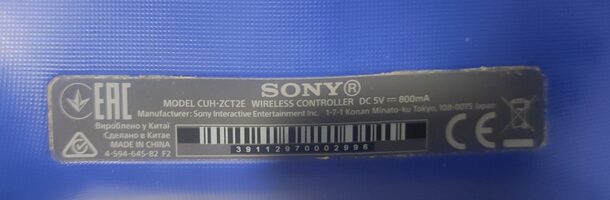 SONY®
MODEL CUH-ZCT2E WIRELESS CONTROLLER DC 5V ⎓ 800mA
Manufacturer: Sony Interactive Entertainment Inc. 1-7-1 Konan Minato-ku Tokyo, 108-0075 Japan
EAC
Вироблено у Китаї
Сделано в Китае
MADE IN CHINA
4-594-645-82 F2
39112970002996
CE